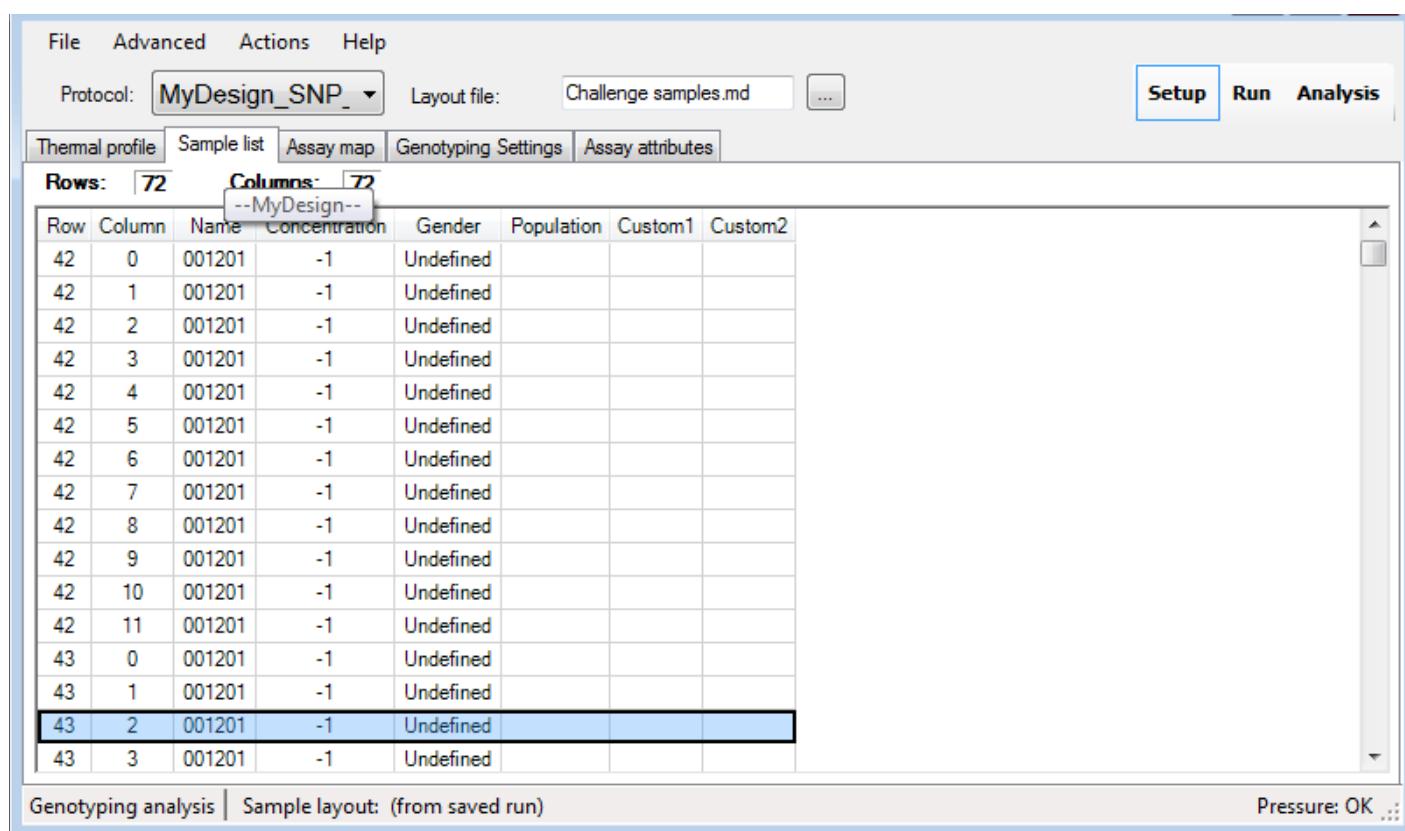 File Advanced Actions Help
Protocol: MyDesign_SNP_ Layout file: Challenge samples.md ... Setup Run Analysis
Thermal profile Sample list Assay map Genotyping Settings Assay attributes
Rows: 72 Columns: 72
--MyDesign--
Row Column Name Concentration Gender Population Custom1 Custom2
42 0 001201 -1 Undefined
42 1 001201 -1 Undefined
42 2 001201 -1 Undefined
42 3 001201 -1 Undefined
42 4 001201 -1 Undefined
42 5 001201 -1 Undefined
42 6 001201 -1 Undefined
42 7 001201 -1 Undefined
42 8 001201 -1 Undefined
42 9 001201 -1 Undefined
42 10 001201 -1 Undefined
42 11 001201 -1 Undefined
43 0 001201 -1 Undefined
43 1 001201 -1 Undefined
43 2 001201 -1 Undefined
43 3 001201 -1 Undefined
Genotyping analysis Sample layout: (from saved run) Pressure: OK